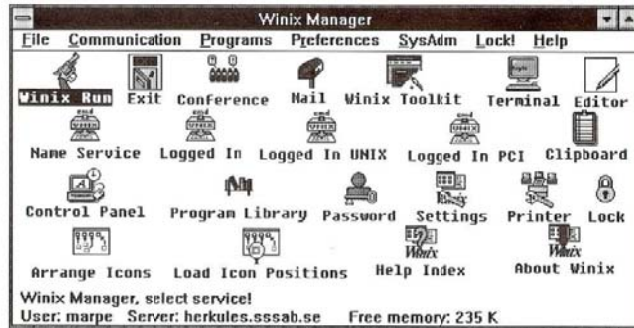 Winix Manager
File Communication Programs Preferences SysAdm Lock! Help
Winix Run Exit Conference Mail Winix Toolkit Terminal Editor
Name Service Logged In Logged In UNIX Logged In PCI Clipboard
Control Panel Program Library Password Settings Printer Lock
Arrange Icons Load Icon Positions Help Index About Winix
Winix Manager, select service!
User: marpe Server: herkules.sssab.se Free memory: 235 K